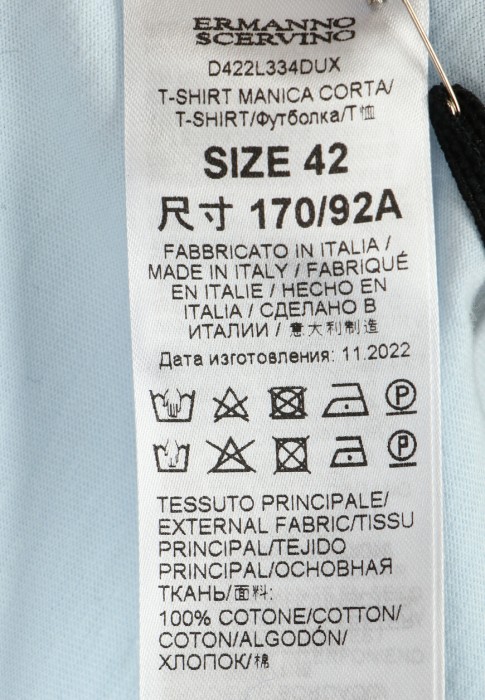 ERMANNO
SCERVINO
D422L334DUX
T-SHIRT MANICA CORTA/
T-SHIRT/Футболка/T恤
SIZE 42
尺寸 170/92A
FABBRICATO IN ITALIA /
MADE IN ITALY / FABRIQUÉ
EN ITALIE / HECHO EN
ITALIA / СДЕЛАНО В
ИТАЛИИ / 意大利制造
Дата изготовления: 11.2022
P
P
TESSUTO PRINCIPALE/
EXTERNAL FABRIC/TISSU
PRINCIPAL/TEJIDO
PRINCIPAL/ОСНОВНАЯ
ТКАНЬ/面料:
100% COTONE/COTTON/
COTON/ALGODÓN/
ХЛОПОК/棉